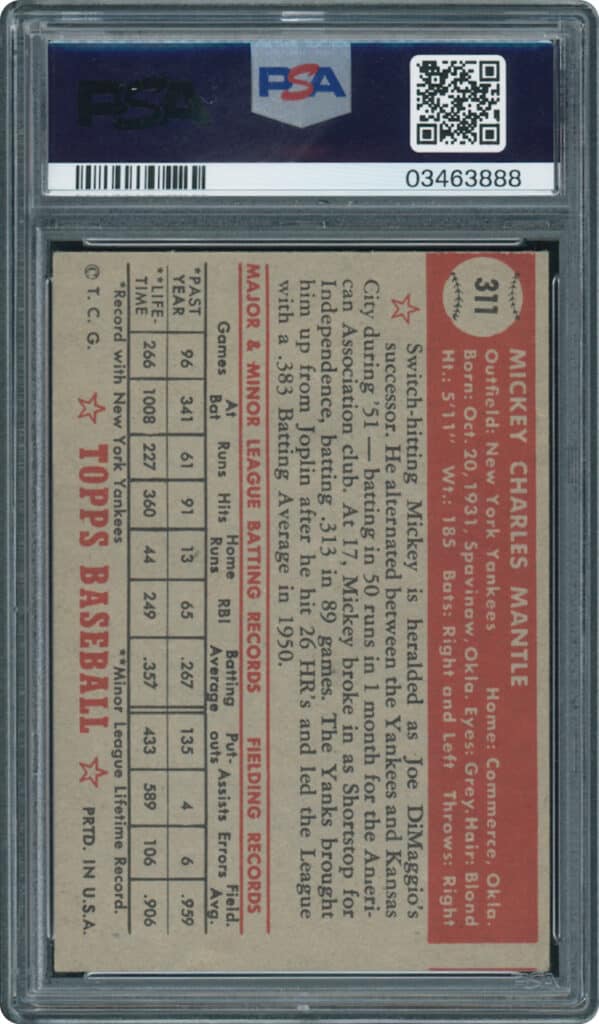 PSA
PSA
03463888
311
MICKEY CHARLES MANTLE
Outfield: New York Yankees Home: Commerce, Okla.
Born: Oct. 20, 1931, Spavinaw, Okla. Eyes: Grey Hair: Blond
Ht.: 5'11" Wt.: 185 Bats: Right and Left Throws: Right
Switch-hitting Mickey is heralded as Joe DiMaggio's
successor. He alternated between the Yankees and Kansas
City during '51 — batting in 50 runs in 1 month for the Ameri-
can Association club. At 17, Mickey broke in as Shortstop for
Independence, batting .313 in 89 games. The Yanks brought
him up from Joplin after he hit 26 HR's and led the League
with a .383 Batting Average in 1950.
MAJOR & MINOR LEAGUE BATTING RECORDS FIELDING RECORDS
Games At Bat Runs Hits Home Runs RBI Batting Average Put-outs Assists Errors Field. Avg.
*PAST YEAR 96 341 61 91 13 65 .267 135 4 6 .959
**LIFE-TIME 266 1008 227 360 44 249 .357 433 589 106 .906
*Record with New York Yankees **Minor League Lifetime Record.
© T. C. G. TOPPS BASEBALL PRTD. IN U.S.A.
PSA